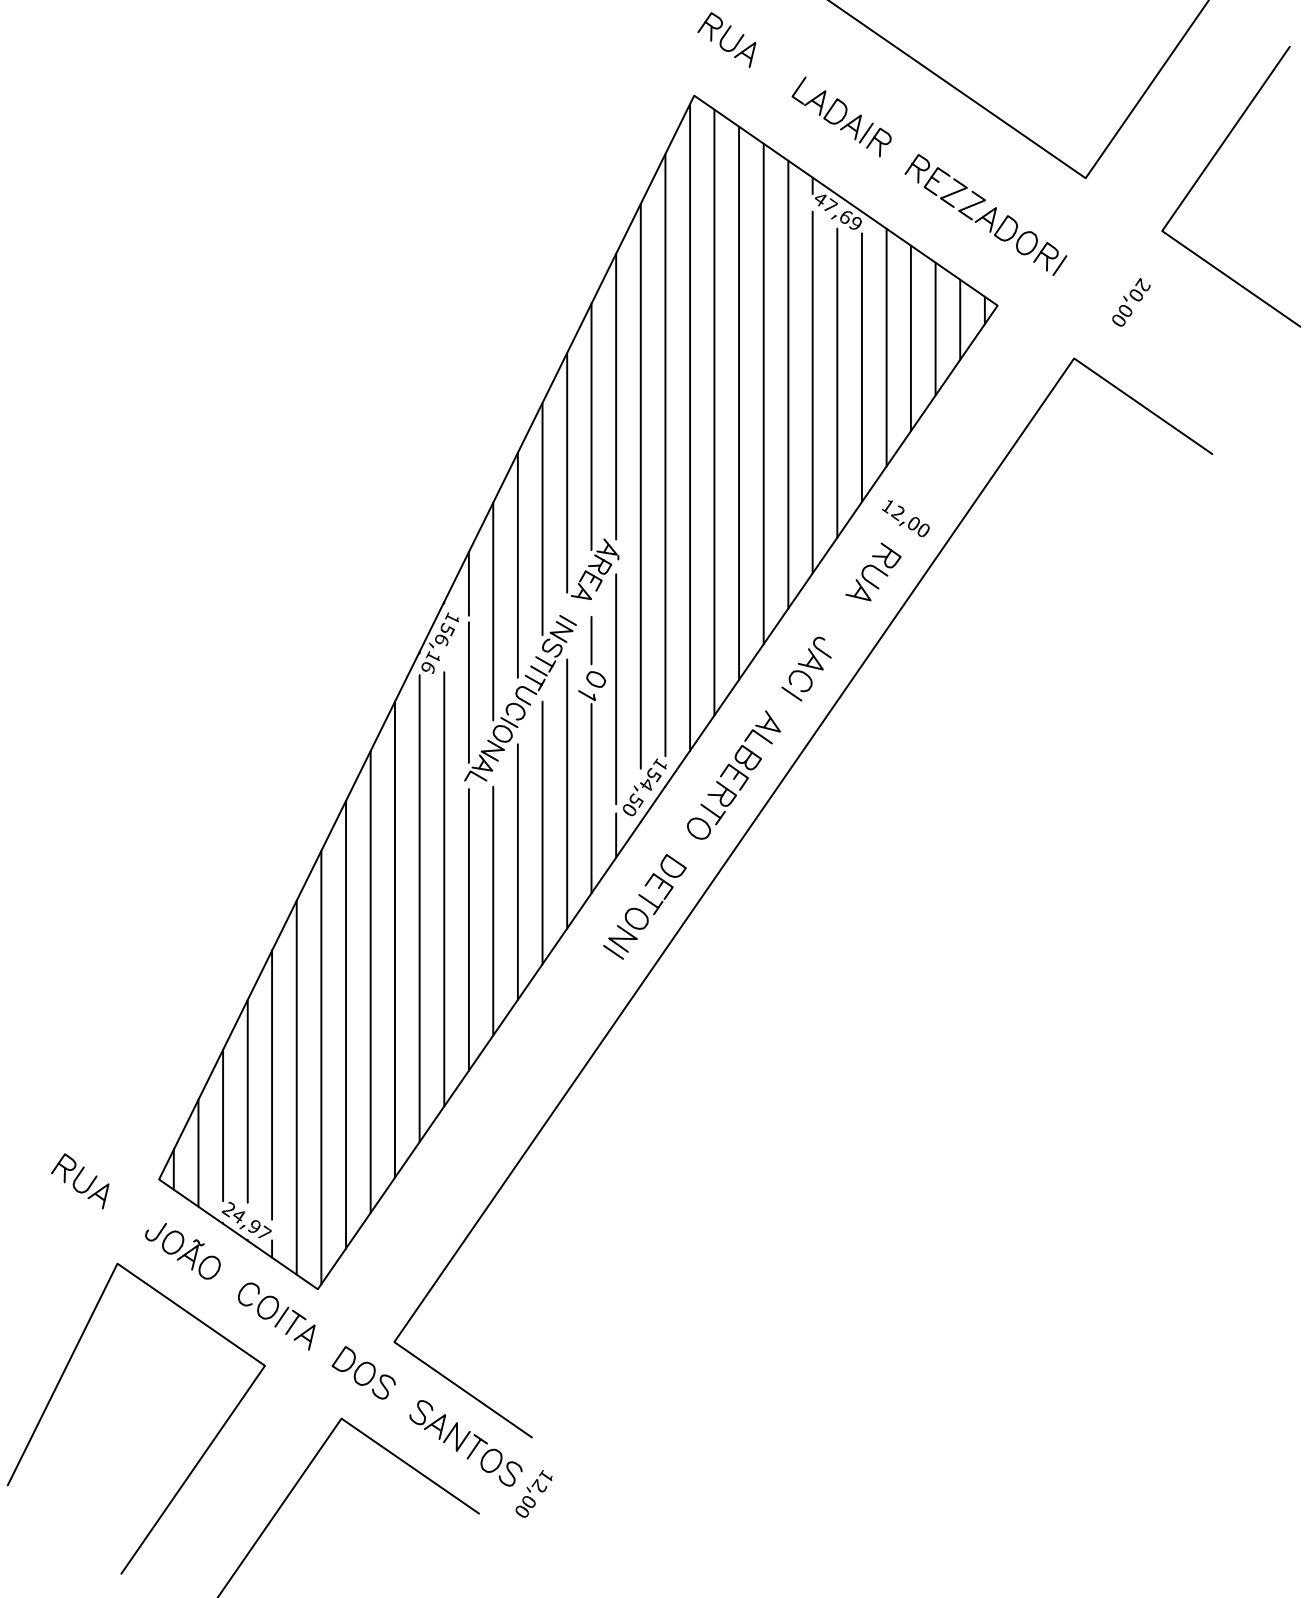 RUA LADAIR REZZADORI
47,69
20,00
12,00
RUA JACI ALBERTO DETONI
ÁREA INSTITUCIONAL
01
156,16
154,50
24,97
RUA JOÃO COITA DOS SANTOS
12,00